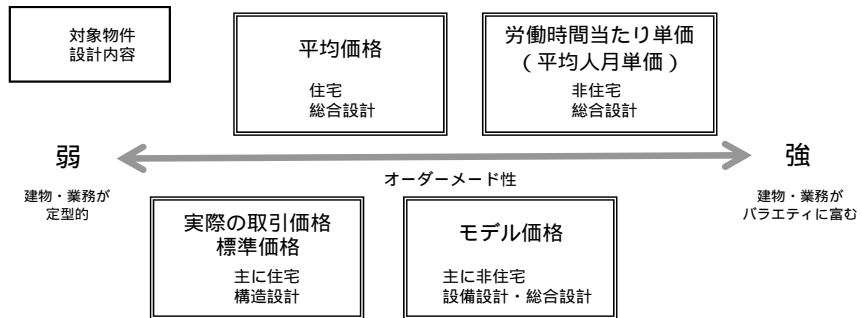 対象物件
設計内容
平均価格
住宅
総合設計
労働時間当たり単価
（平均人月単価）
非住宅
総合設計
弱
強
オーダーメード性
建物・業務が
定型的
建物・業務が
バラエティに富む
実際の取引価格
標準価格
主に住宅
構造設計
モデル価格
主に非住宅
設備設計・総合設計